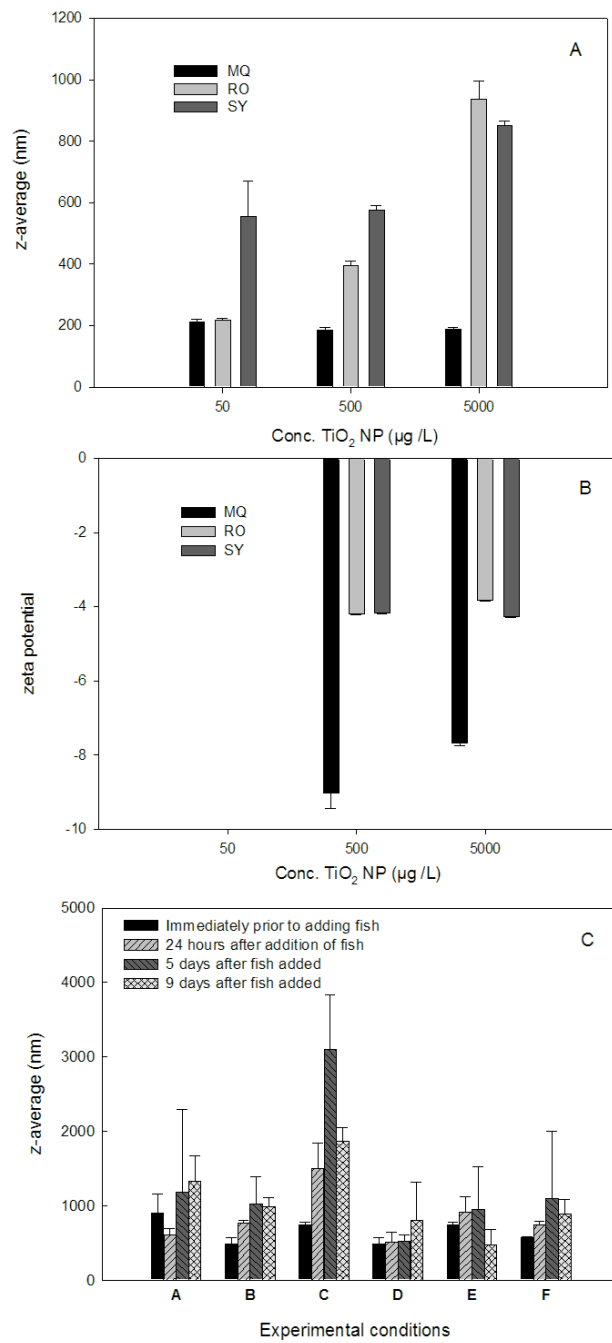 A
MQ
RO
SY
1200
1000
800
600
400
200
0
z-average (nm)
50 500 5000
Conc. TiO₂ NP (µg /L)
B
MQ
RO
SY
0
-2
-4
-6
-8
-10
zeta potential
50 500 5000
Conc. TiO₂ NP (µg /L)
C
Immediately prior to adding fish
24 hours after addition of fish
5 days after fish added
9 days after fish added
5000
4000
3000
2000
1000
0
z-average (nm)
A B C D E F
Experimental conditions